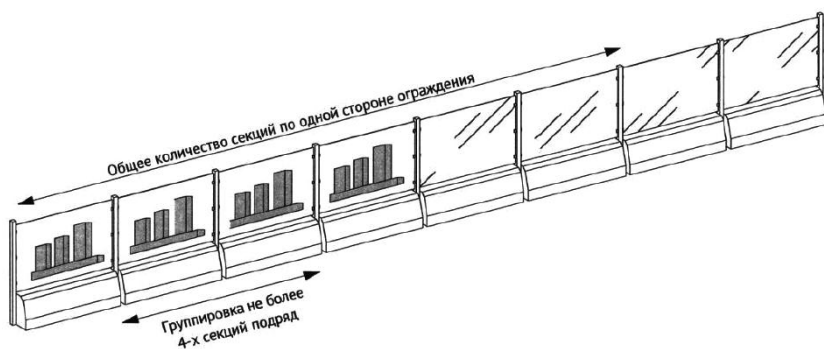 Общее количество секций по одной стороне ограждения
Группировка не более
4-х секций подряд